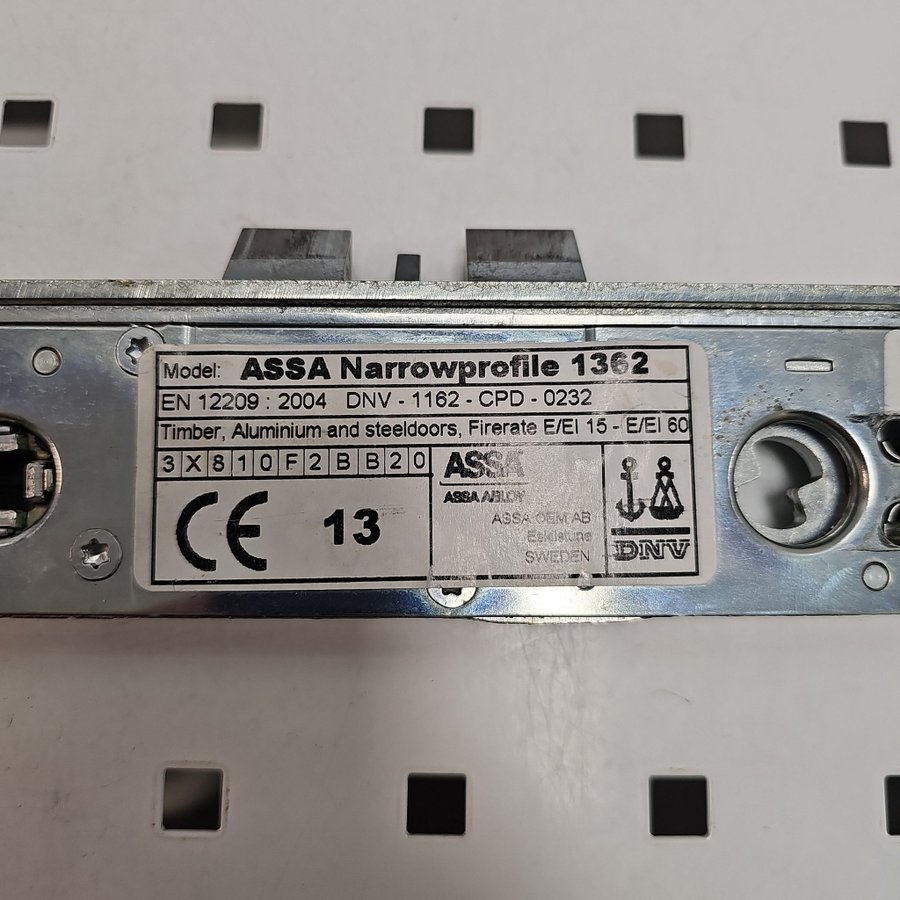 Model: ASSA Narrowprofile 1362
EN 12209 : 2004 DNV - 1162 - CPD - 0232
Timber, Aluminium and steeldoors, Firerate E/EI 15 - E/EI 60
3 X 8 1 0 F 2 B B 2 0
CE 13
ASSA
ASSA ABLOY
ASSA OEM AB
Eskilstuna
SWEDEN
DNV